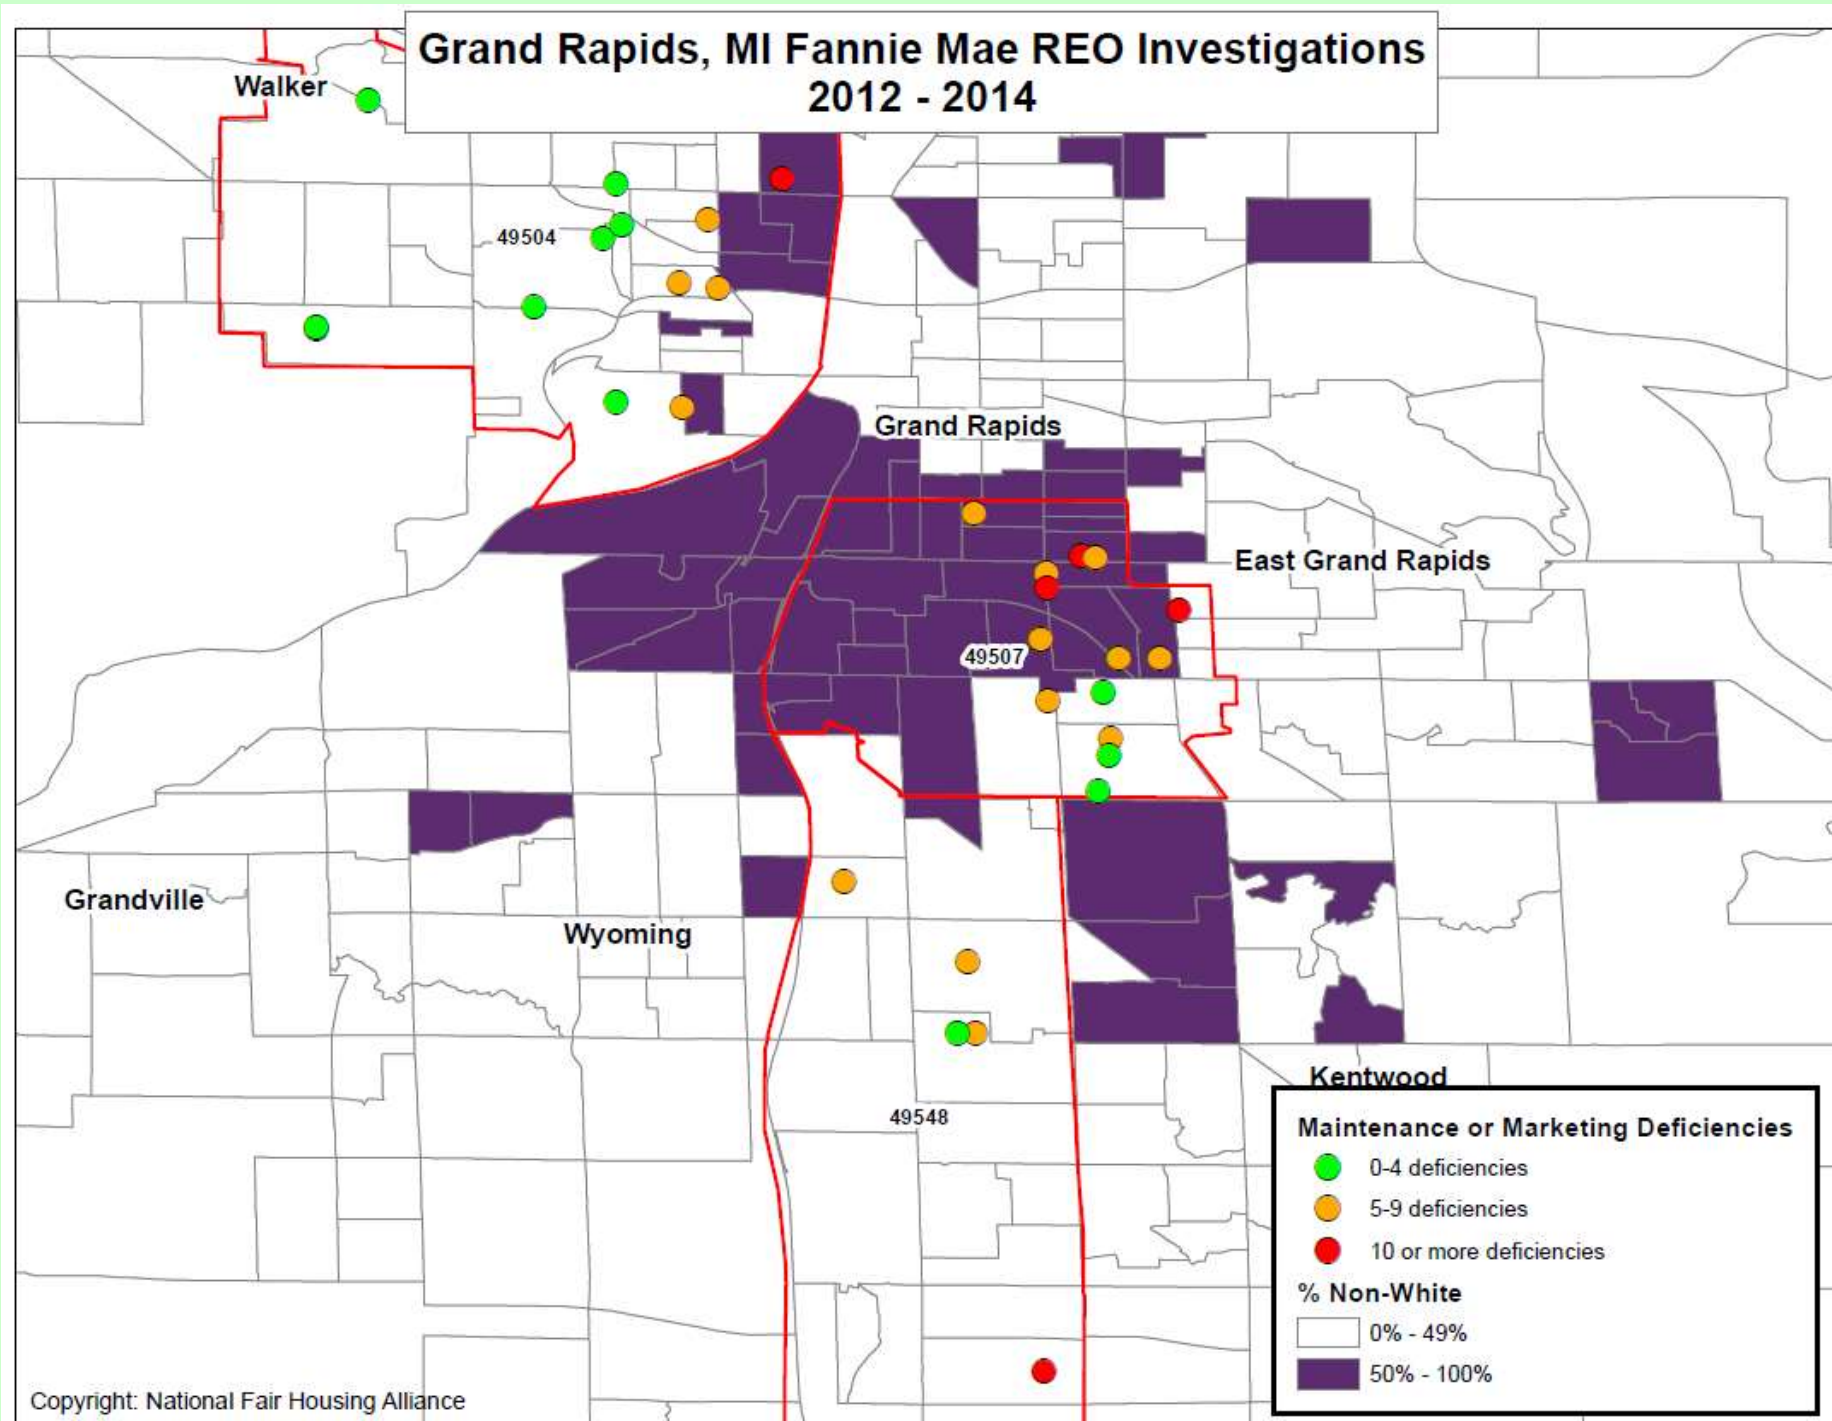 Grand Rapids, MI Fannie Mae REO Investigations
2012 - 2014
Walker
49504
Grand Rapids
East Grand Rapids
49507
Grandville
Wyoming
Kentwood
49548
Maintenance or Marketing Deficiencies
0-4 deficiencies
5-9 deficiencies
10 or more deficiencies
% Non-White
0% - 49%
50% - 100%
Copyright: National Fair Housing Alliance